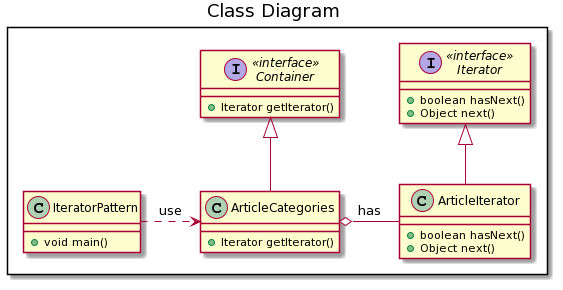 Class Diagram
I «interface»
Container
Iterator getIterator()
I «interface»
Iterator
boolean hasNext()
Object next()
C IteratorPattern
void main()
use
C ArticleCategories
Iterator getIterator()
has
C ArticleIterator
boolean hasNext()
Object next()